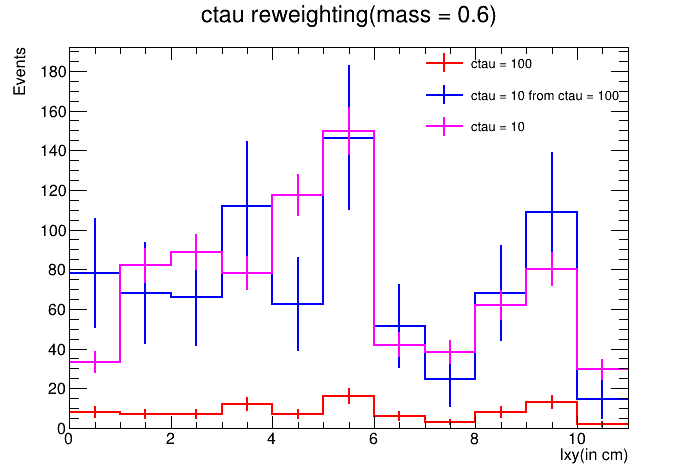 ctau reweighting(mass = 0.6)
Events
180
160
140
120
100
80
60
40
20
0
ctau = 100
ctau = 10 from ctau = 100
ctau = 10
0 2 4 6 8 10
lxy(in cm)